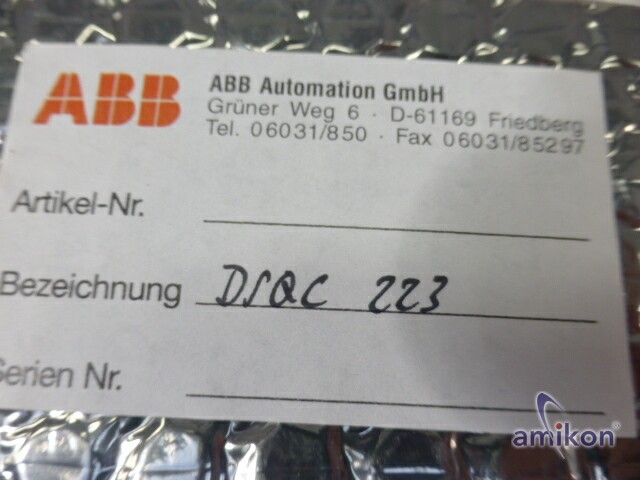 ABB
ABB Automation GmbH
Grüner Weg 6 · D-61169 Friedberg
Tel. 06031/850 · Fax 06031/85297
Artikel-Nr.
Bezeichnung DSQC 223
Serien Nr.
amikon